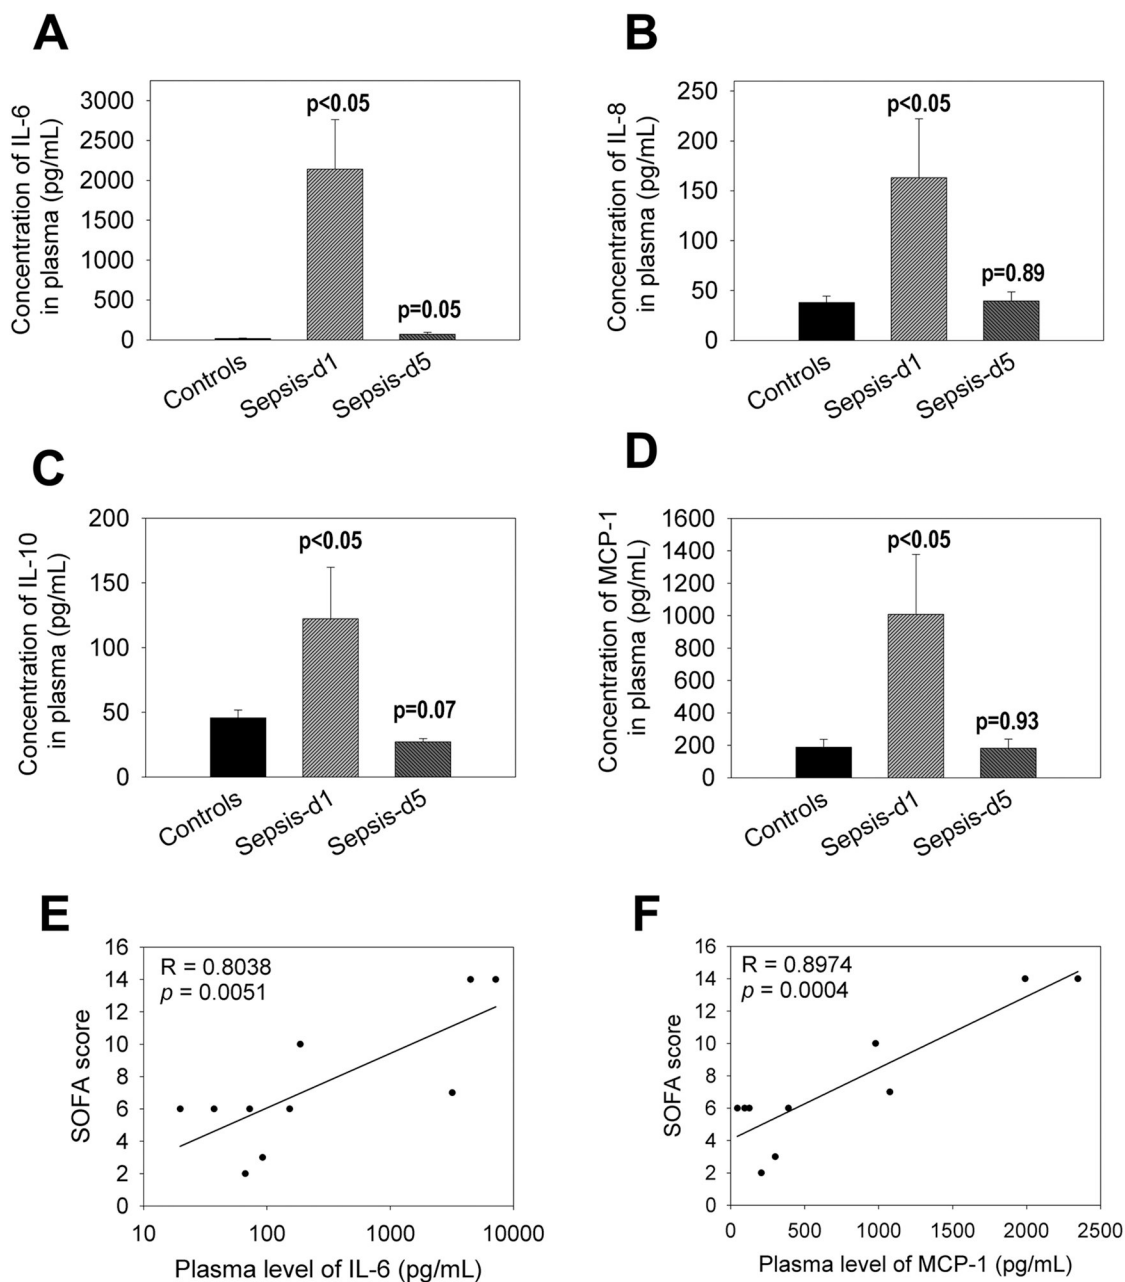 A
Concentration of IL-6
in plasma (pg/mL)
3000
2500
2000
1500
1000
500
0
p<0.05
p=0.05
Controls
Sepsis-d1
Sepsis-d5
B
Concentration of IL-8
in plasma (pg/mL)
250
200
150
100
50
0
p<0.05
p=0.89
Controls
Sepsis-d1
Sepsis-d5
C
Concentration of IL-10
in plasma (pg/mL)
200
150
100
50
0
p<0.05
p=0.07
Controls
Sepsis-d1
Sepsis-d5
D
Concentration of MCP-1
in plasma (pg/mL)
1600
1400
1200
1000
800
600
400
200
0
p<0.05
p=0.93
Controls
Sepsis-d1
Sepsis-d5
E
SOFA score
16
14
12
10
8
6
4
2
0
R = 0.8038
p = 0.0051
10
100
1000
10000
Plasma level of IL-6 (pg/mL)
F
SOFA score
16
14
12
10
8
6
4
2
0
R = 0.8974
p = 0.0004
0
500
1000
1500
2000
2500
Plasma level of MCP-1 (pg/mL)